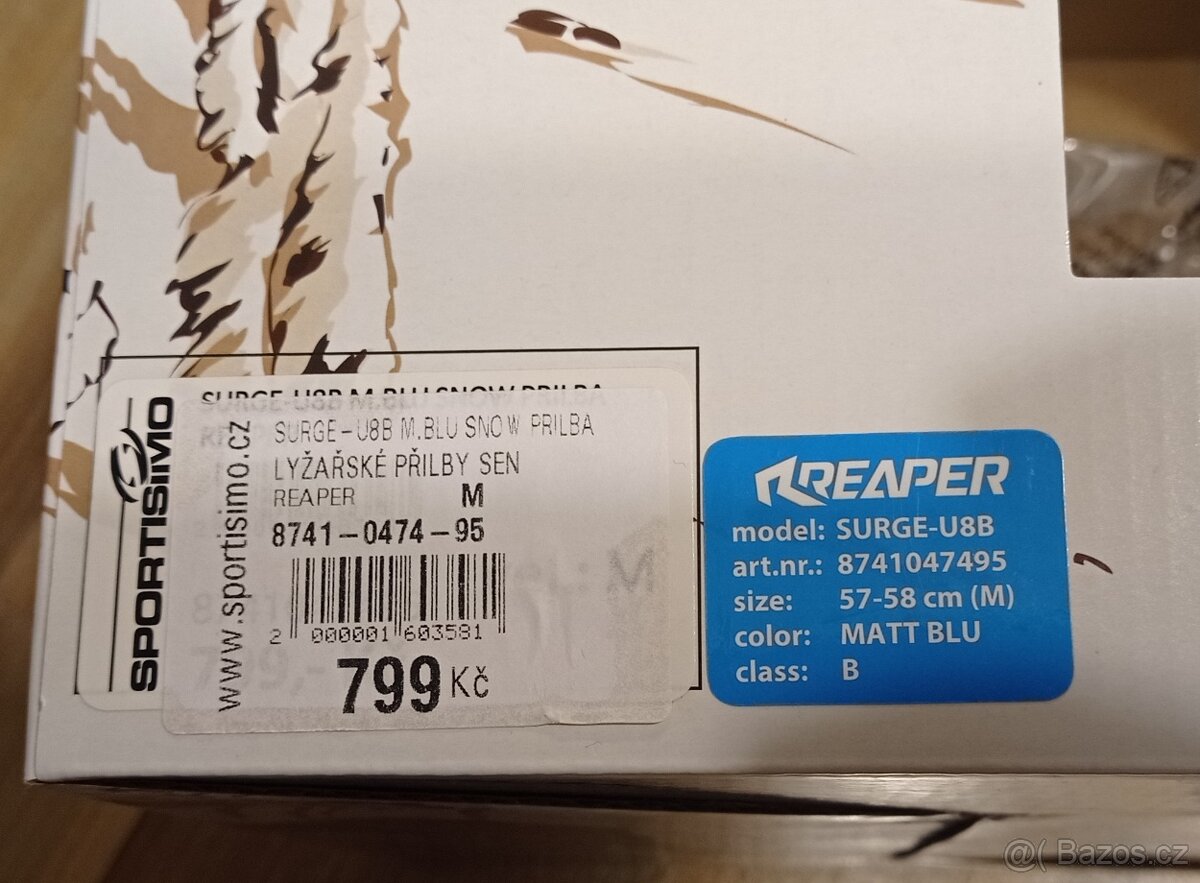 SURGE-U8B M.BLU SNOW PRILBA
SPORTISIMO
www.sportisimo.cz
SURGE-U8B M.BLU SNOW PRILBA
LYŽAŘSKÉ PŘILBY SEN
REAPER M
8741-0474-95
2 000001 603581
799 Kč
M
REAPER
model: SURGE-U8B
art.nr.: 8741047495
size: 57-58 cm (M)
color: MATT BLU
class: B
@( Bazos.cz